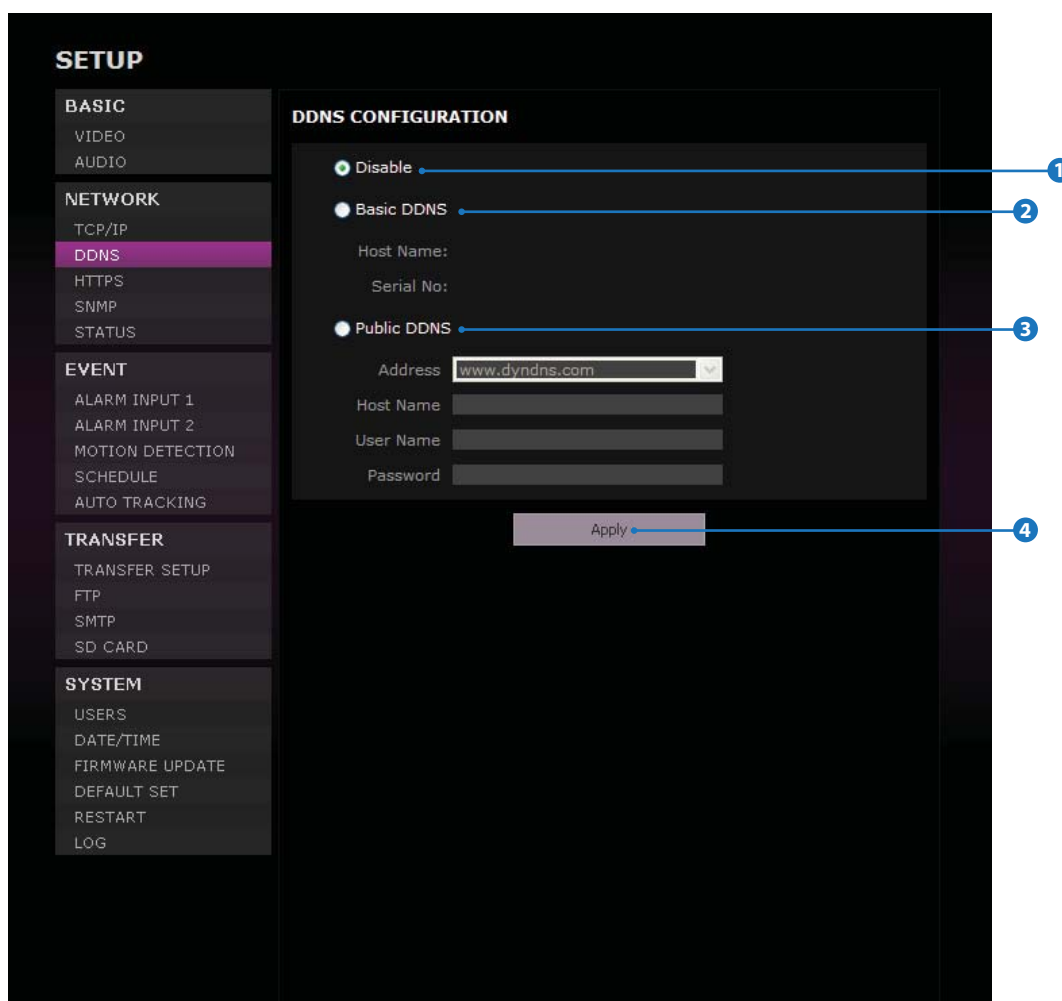 SETUP
BASIC
VIDEO
AUDIO
NETWORK
TCP/IP
DDNS
HTTPS
SNMP
STATUS
EVENT
ALARM INPUT 1
ALARM INPUT 2
MOTION DETECTION
SCHEDULE
AUTO TRACKING
TRANSFER
TRANSFER SETUP
FTP
SMTP
SD CARD
SYSTEM
USERS
DATE/TIME
FIRMWARE UPDATE
DEFAULT SET
RESTART
LOG
DDNS CONFIGURATION
Disable
1
Basic DDNS
2
Host Name:
Serial No:
Public DDNS
3
Address www.dyndns.com
Host Name
User Name
Password
Apply
4